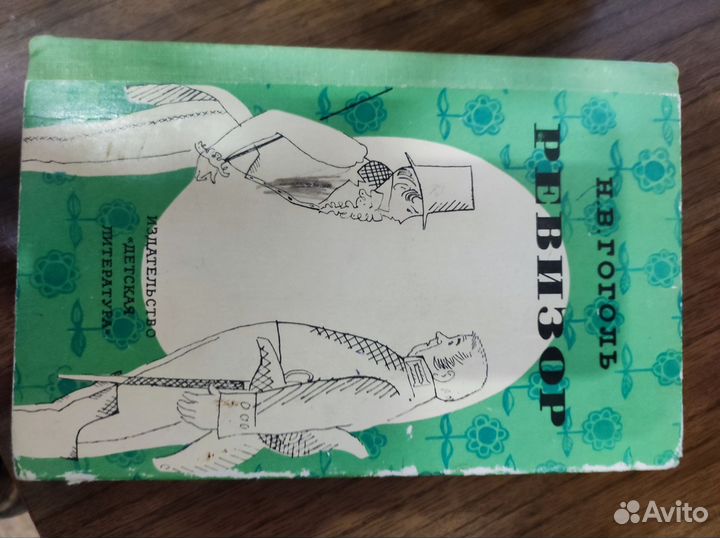 Н.В.ГОГОЛЬ
РЕВИЗОР
ИЗДАТЕЛЬСТВО
«ДЕТСКАЯ
ЛИТЕРАТУРА»
Avito